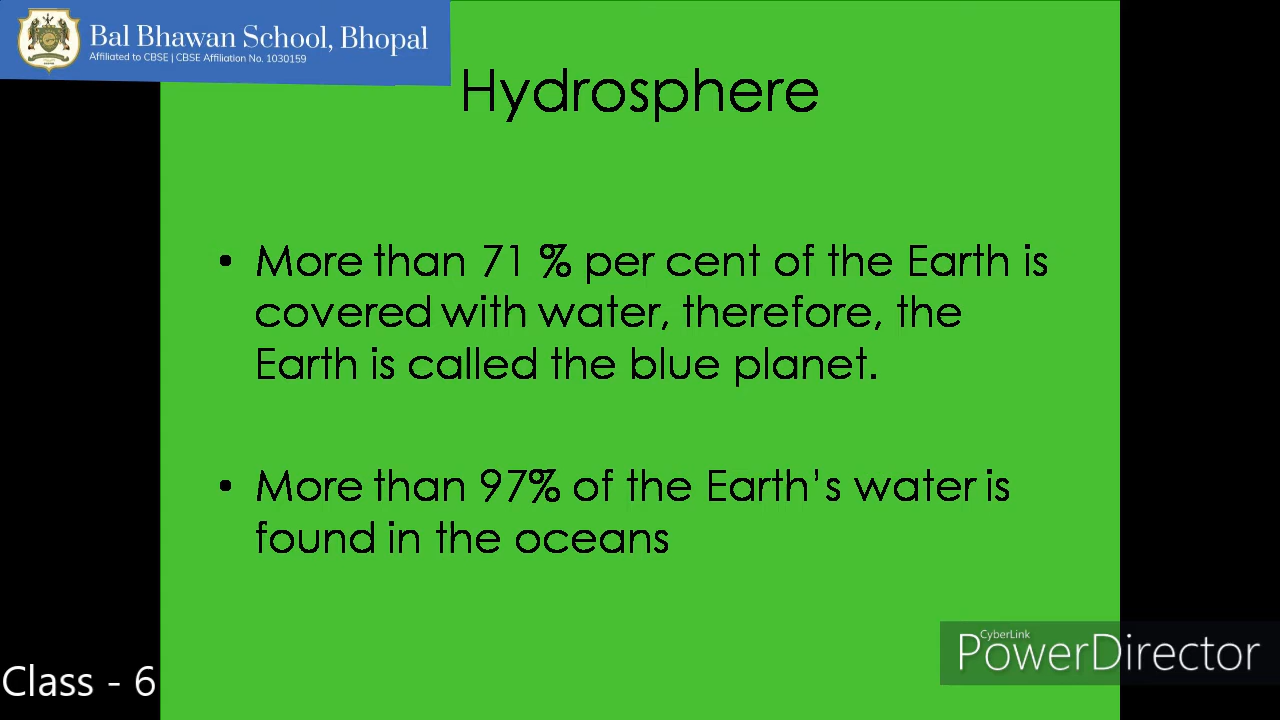 Bal Bhawan School, Bhopal
Affiliated to CBSE | CBSE Affiliation No. 1030159
Hydrosphere
• More than 71 % per cent of the Earth is
covered with water, therefore, the
Earth is called the blue planet.
• More than 97% of the Earth's water is
found in the oceans
Class - 6
CyberLink
PowerDirector